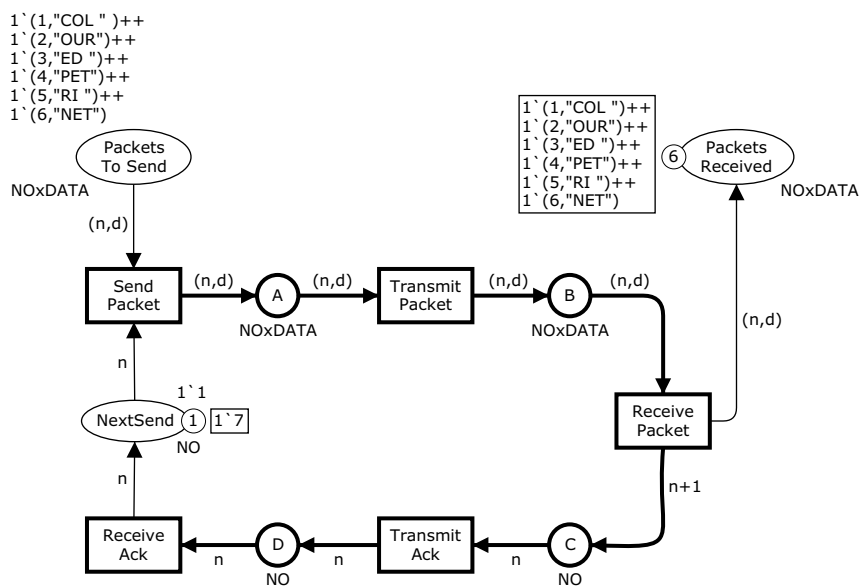 1`(1,"COL ")++
1`(2,"OUR")++
1`(3,"ED ")++
1`(4,"PET")++
1`(5,"RI ")++
1`(6,"NET")
Packets
To Send
NOxDATA
1`(1,"COL ")++
1`(2,"OUR")++
1`(3,"ED ")++
1`(4,"PET")++
1`(5,"RI ")++
1`(6,"NET")
6
Packets
Received
NOxDATA
(n,d)
Send
Packet
(n,d)
A
NOxDATA
(n,d)
Transmit
Packet
(n,d)
B
NOxDATA
(n,d)
(n,d)
n
1`1
NextSend
1
1`7
NO
Receive
Packet
n
n+1
Receive
Ack
n
D
NO
n
Transmit
Ack
n
C
NO